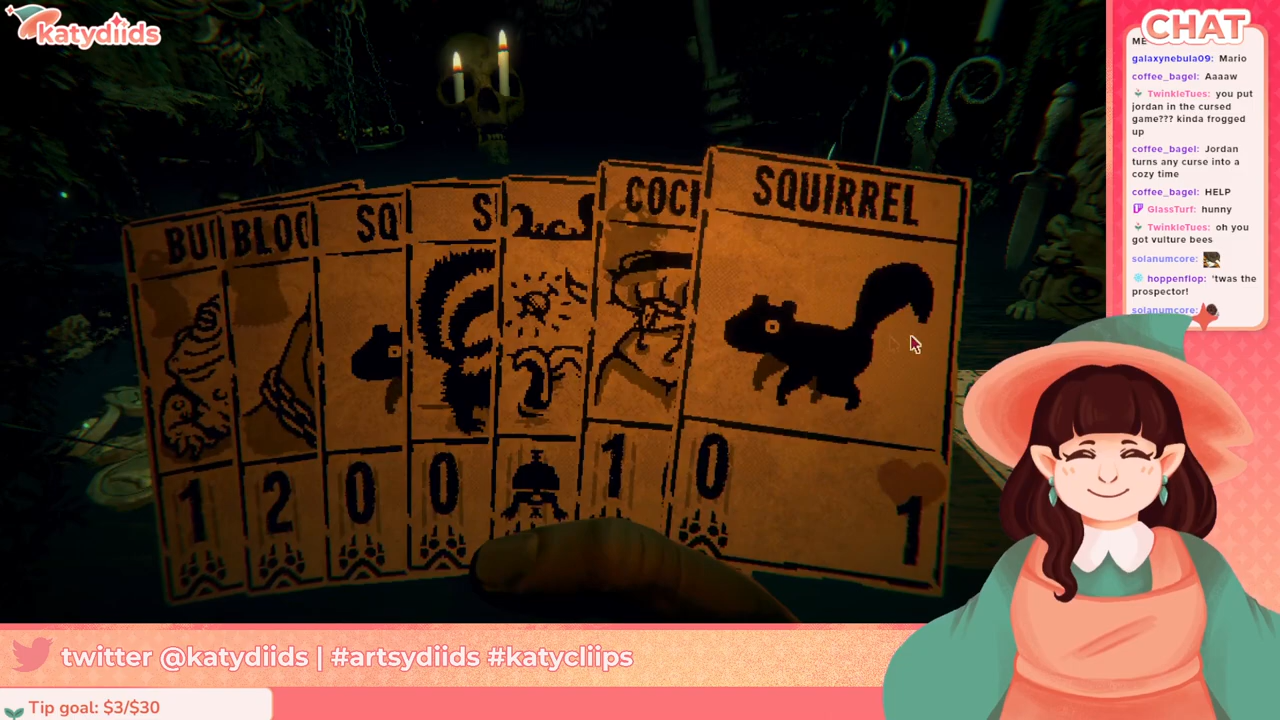 katydiids
CHAT
ME
galaxynebula09: Mario
coffee_bagel: Aaaaw
TwinkleTues: you put
jordan in the cursed
game??? kinda frogged
up
coffee_bagel: Jordan
turns any curse into a
cozy time
coffee_bagel: HELP
GlassTurf: hunny
TwinkleTues: oh you
got vulture bees
solanumcore:
hoppenflop: 'twas the
prospector!
solanumcore:
BU
BLOO
SQ
S
COC
SQUIRREL
1
2
0
0
1
0
1
twitter @katydiids | #artsydiids #katycliips
Tip goal: $3/$30